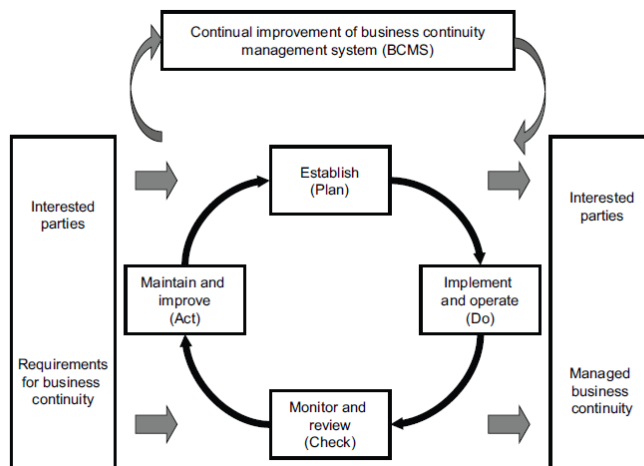 Continual improvement of business continuity
management system (BCMS)
Establish
(Plan)
Interested
parties
Interested
parties
Maintain and
improve
(Act)
Implement
and operate
(Do)
Requirements
for business
continuity
Managed
business
continuity
Monitor and
review
(Check)